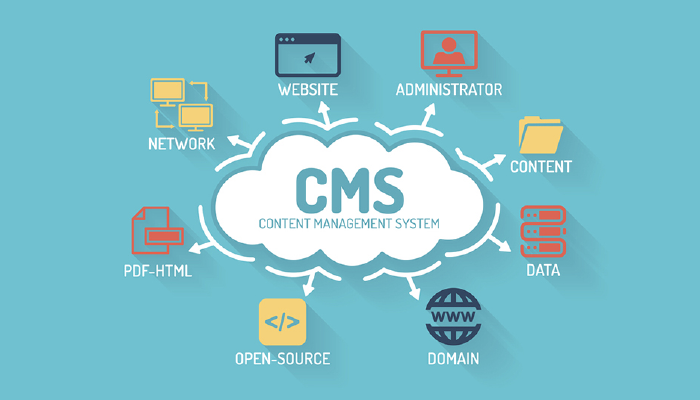 WEBSITE
ADMINISTRATOR
NETWORK
CONTENT
CMS
CONTENT MANAGEMENT SYSTEM
PDF-HTML
DATA
</>
WWW
OPEN-SOURCE
DOMAIN